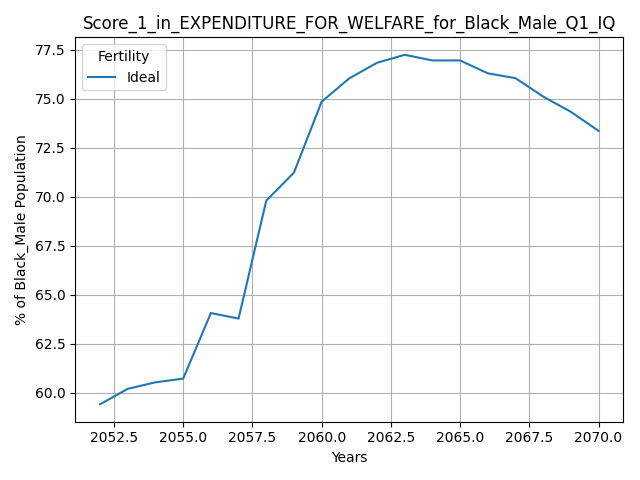 Score_1_in_EXPENDITURE_FOR_WELFARE_for_Black_Male_Q1_IQ
Fertility
Ideal
77.5
75.0
72.5
70.0
67.5
65.0
62.5
60.0
% of Black_Male Population
2052.5 2055.0 2057.5 2060.0 2062.5 2065.0 2067.5 2070.0
Years